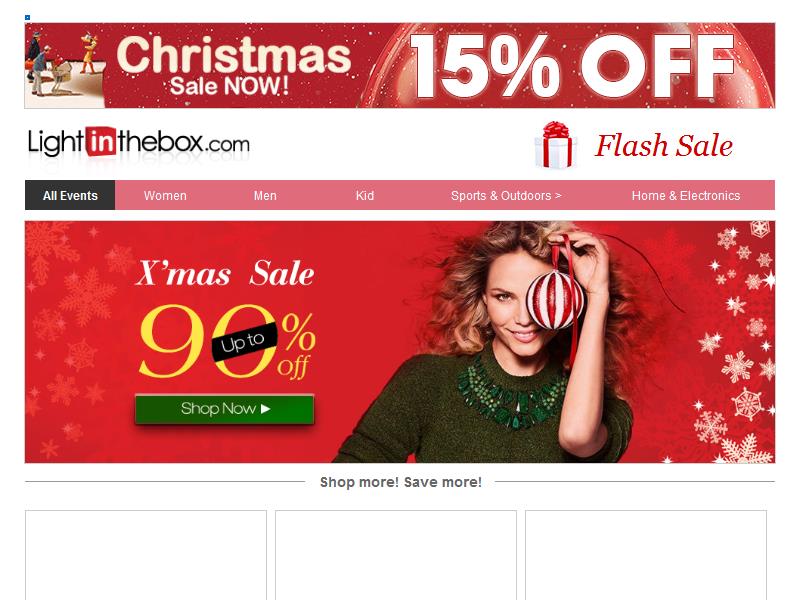 Christmas
Sale NOW!
15% OFF
Lightinthebox.com
Flash Sale
All Events
Women
Men
Kid
Sports & Outdoors >
Home & Electronics
X'mas Sale
90%
Up to
off
Shop Now ►
Shop more! Save more!